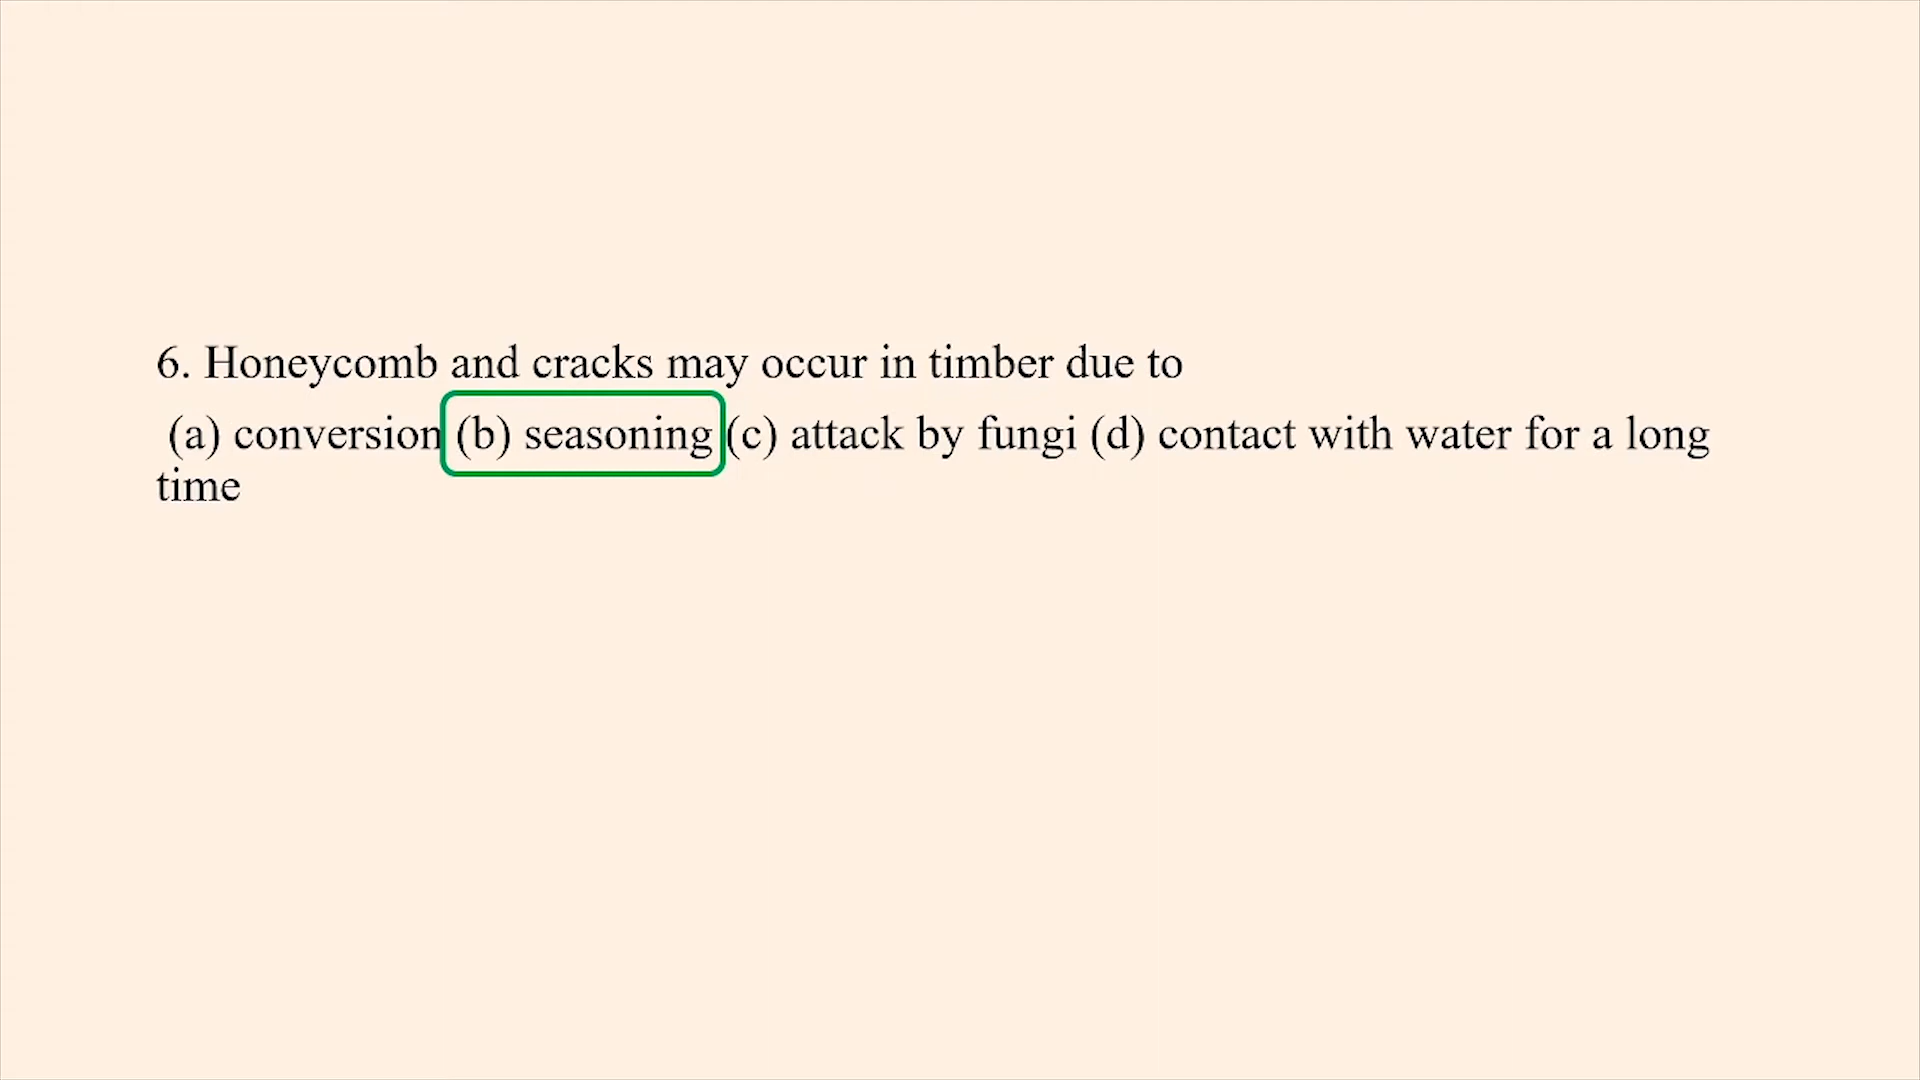 6. Honeycomb and cracks may occur in timber due to
(a) conversion (b) seasoning (c) attack by fungi (d) contact with water for a long
time